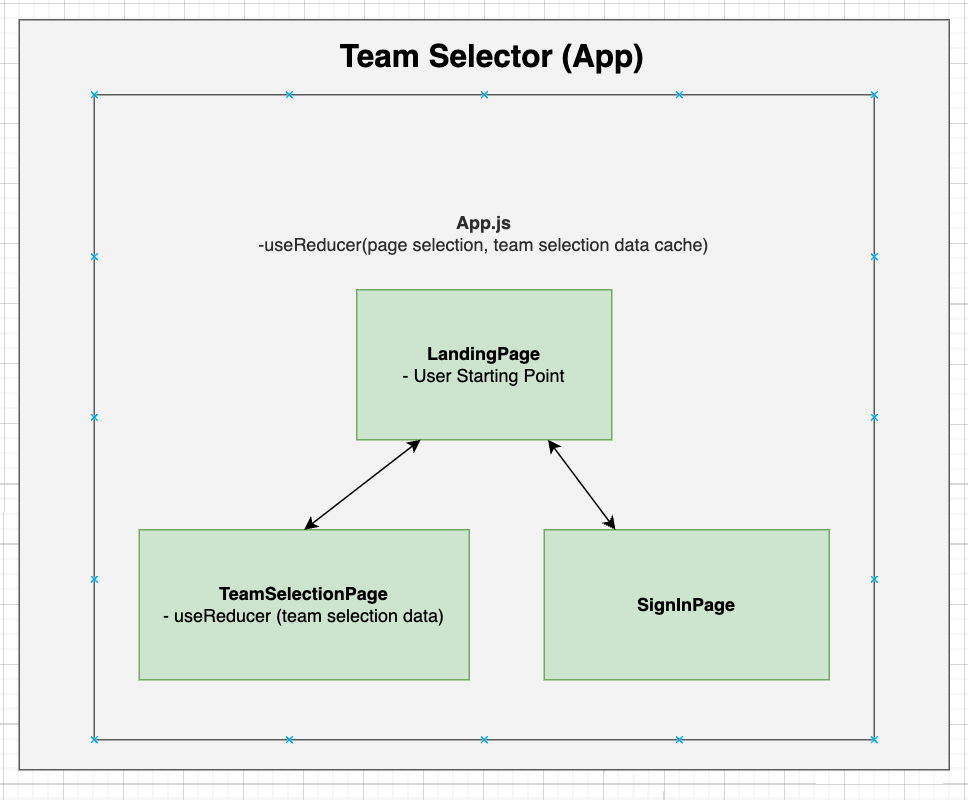 Team Selector (App)
App.js
-useReducer(page selection, team selection data cache)
LandingPage
- User Starting Point
TeamSelectionPage
- useReducer (team selection data)
SignInPage